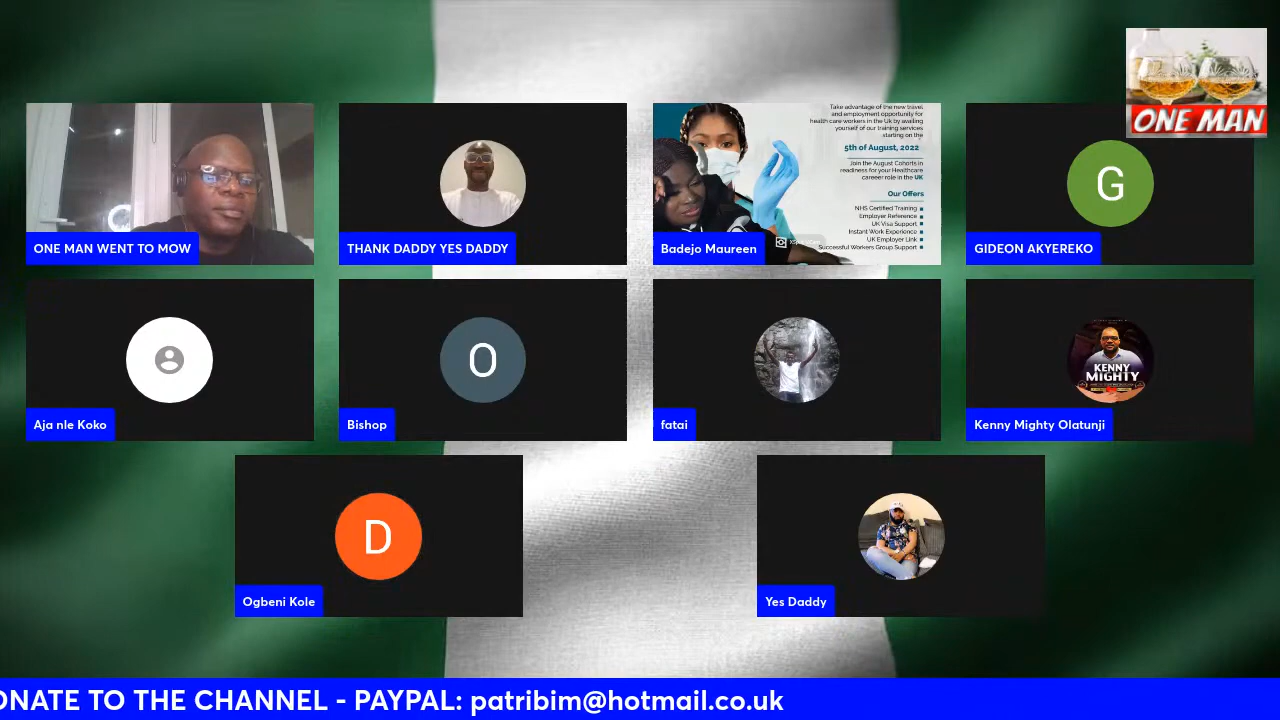 ONE MAN
ONE MAN WENT TO MOW
THANK DADDY YES DADDY
Take advantage of the new travel
and employment opportunity for
health care workers in the Uk by availing
yourself of our training services
starting on the
5th of August, 2022
Join the August Cohorts in
readiness for your Healthcare
careeer role in the UK
Our Offers
NHS Certified Training
Employer Reference
UK Visa Support
Instant Work Experience
UK Employer Link
Successful Workers Group Support
Badejo Maureen
G
GIDEON AKYEREKO
Aja nle Koko
O
Bishop
fatai
KENNY
MIGHTY
Kenny Mighty Olatunji
D
Ogbeni Kole
Yes Daddy
ONATE TO THE CHANNEL - PAYPAL: patribim@hotmail.co.uk